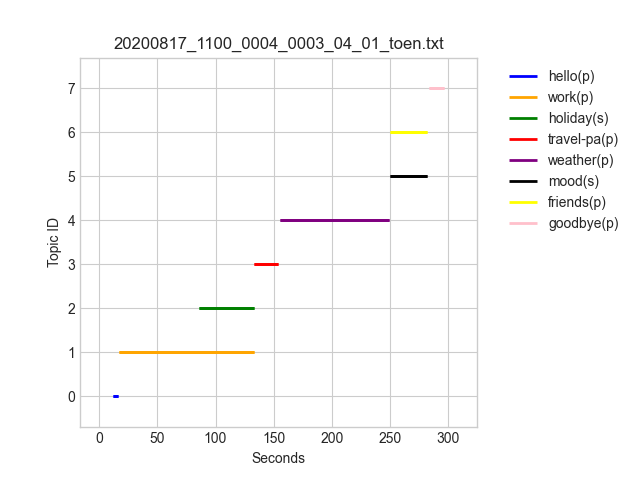 20200817_1100_0004_0003_04_01_toen.txt
hello(p)
work(p)
holiday(s)
travel-pa(p)
weather(p)
mood(s)
friends(p)
goodbye(p)
7
6
5
4
3
2
1
0
Topic ID
0 50 100 150 200 250 300
Seconds